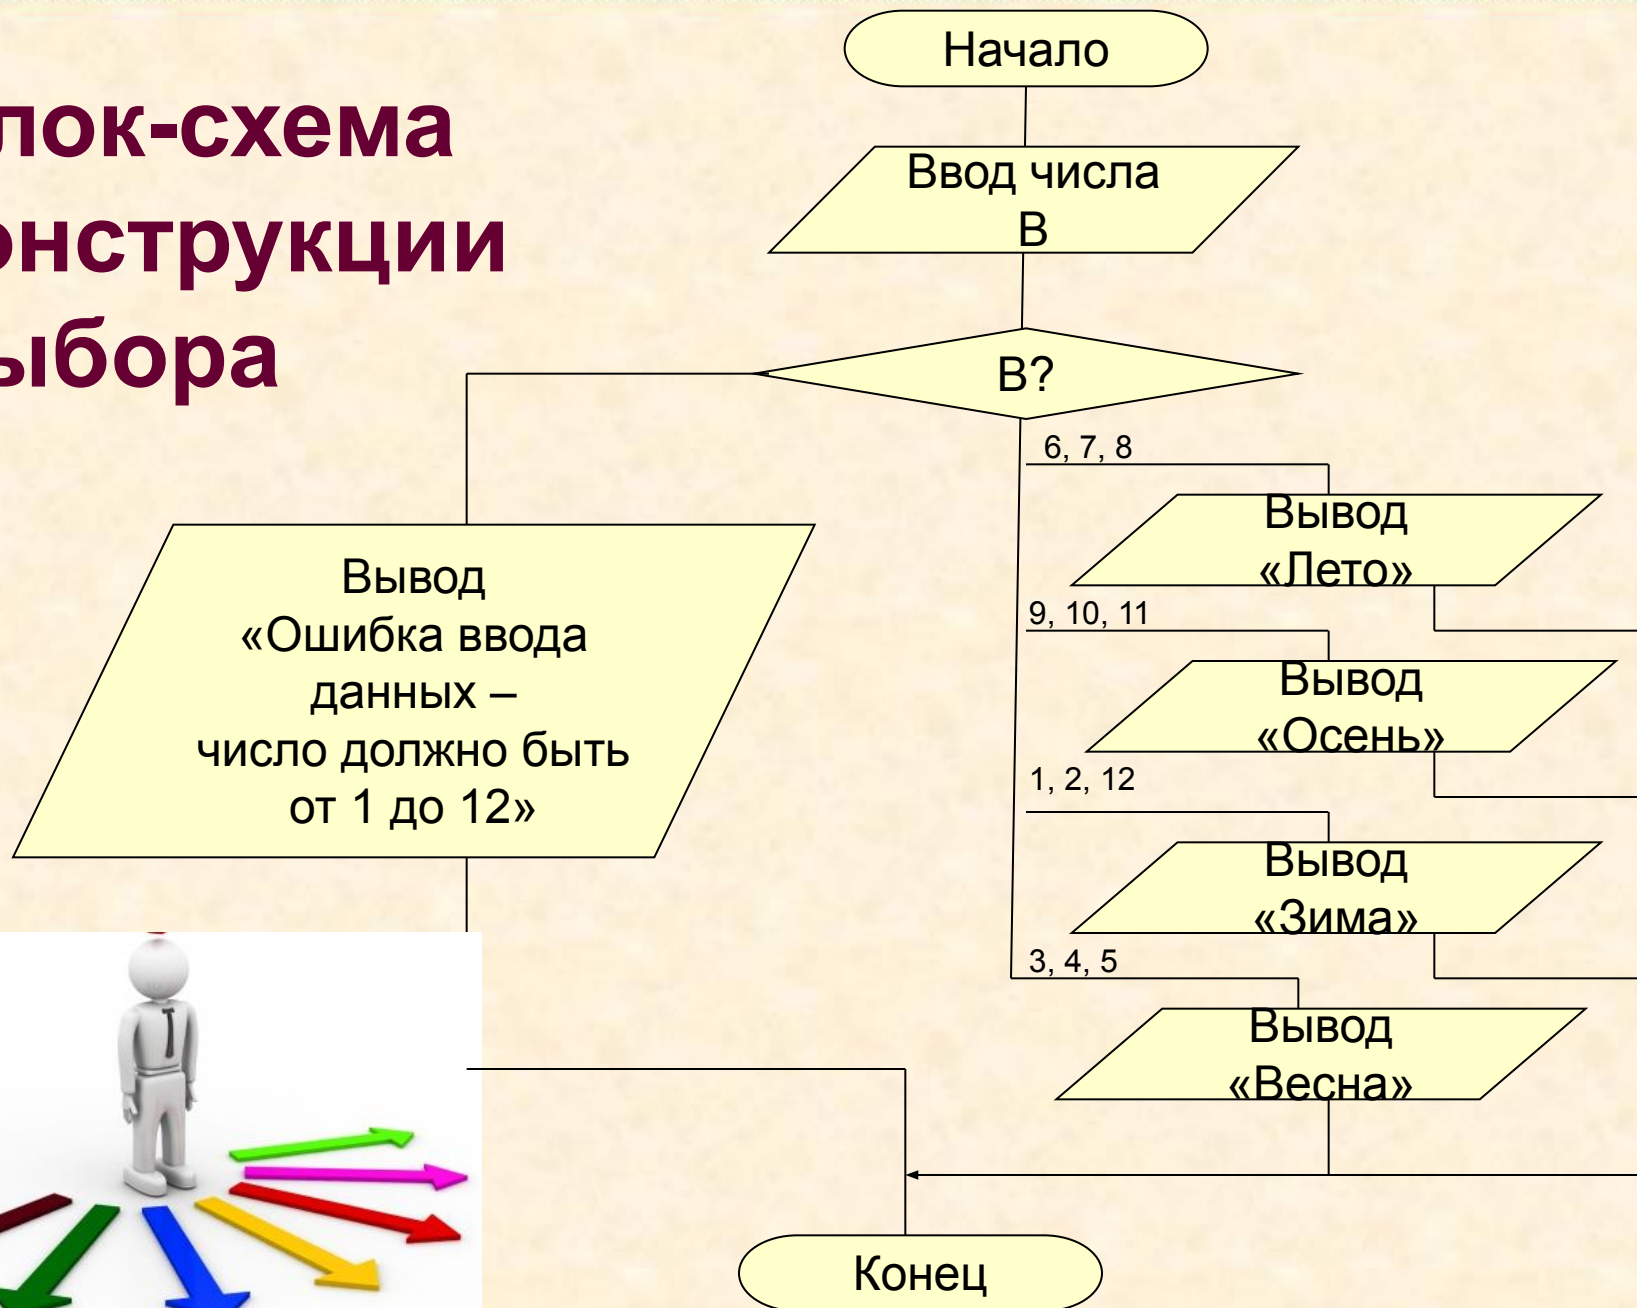 лок-схема
онструкции
ыбора
Начало
Ввод числа
В
В?
6, 7, 8
Вывод
«Лето»
9, 10, 11
Вывод
«Осень»
1, 2, 12
Вывод
«Зима»
3, 4, 5
Вывод
«Весна»
Вывод
«Ошибка ввода
данных –
число должно быть
от 1 до 12»
Конец